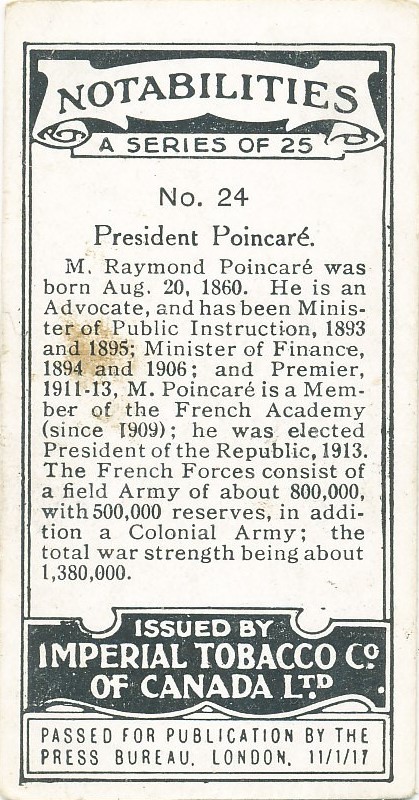 NOTABILITIES
A SERIES OF 25
No. 24
President Poincaré.
M. Raymond Poincaré was
born Aug. 20, 1860. He is an
Advocate, and has been Minis-
ter of Public Instruction, 1893
and 1895; Minister of Finance,
1894 and 1906; and Premier,
1911-13, M. Poincaré is a Mem-
ber of the French Academy
(since 1909); he was elected
President of the Republic, 1913.
The French Forces consist of
a field Army of about 800,000,
with 500,000 reserves, in addi-
tion a Colonial Army; the
total war strength being about
1,380,000.
ISSUED BY
IMPERIAL TOBACCO Co.
OF CANADA LTD.
PASSED FOR PUBLICATION BY THE
PRESS BUREAU, LONDON, 11/1/17